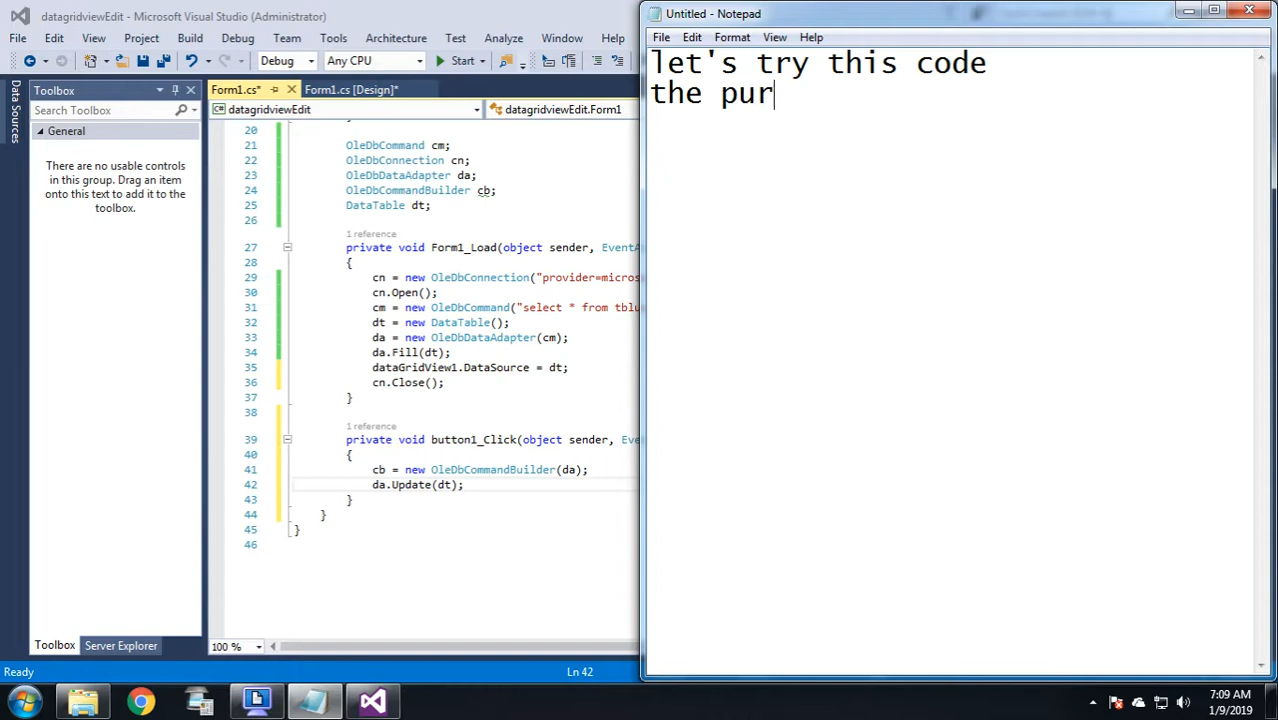 datagridviewEdit - Microsoft Visual Studio (Administrator)
File Edit View Project Build Debug Team Tools Architecture Test Analyze Window Help
Debug Any CPU Start
Data Sources
Toolbox
General
There are no usable controls
in this group. Drag an item
onto this text to add it to the
toolbox.
Toolbox Server Explorer
Form1.cs* Form1.cs [Design]*
datagridviewEdit datagridviewEdit.Form1
20
21 OleDbCommand cm;
22 OleDbConnection cn;
23 OleDbDataAdapter da;
24 OleDbCommandBuilder cb;
25 DataTable dt;
26
1 reference
27 private void Form1_Load(object sender, EventA
28 {
29 cn = new OleDbConnection("provider=micros
30 cn.Open();
31 cm = new OleDbCommand("select * from tblu
32 dt = new DataTable();
33 da = new OleDbDataAdapter(cm);
34 da.Fill(dt);
35 dataGridView1.DataSource = dt;
36 cn.Close();
37 }
38
1 reference
39 private void button1_Click(object sender, Eve
40 {
41 cb = new OleDbCommandBuilder(da);
42 da.Update(dt);
43 }
44 }
45 }
46
100 %
Ready Ln 42
Untitled - Notepad
File Edit Format View Help
let's try this code
the pur
7:09 AM
1/9/2019